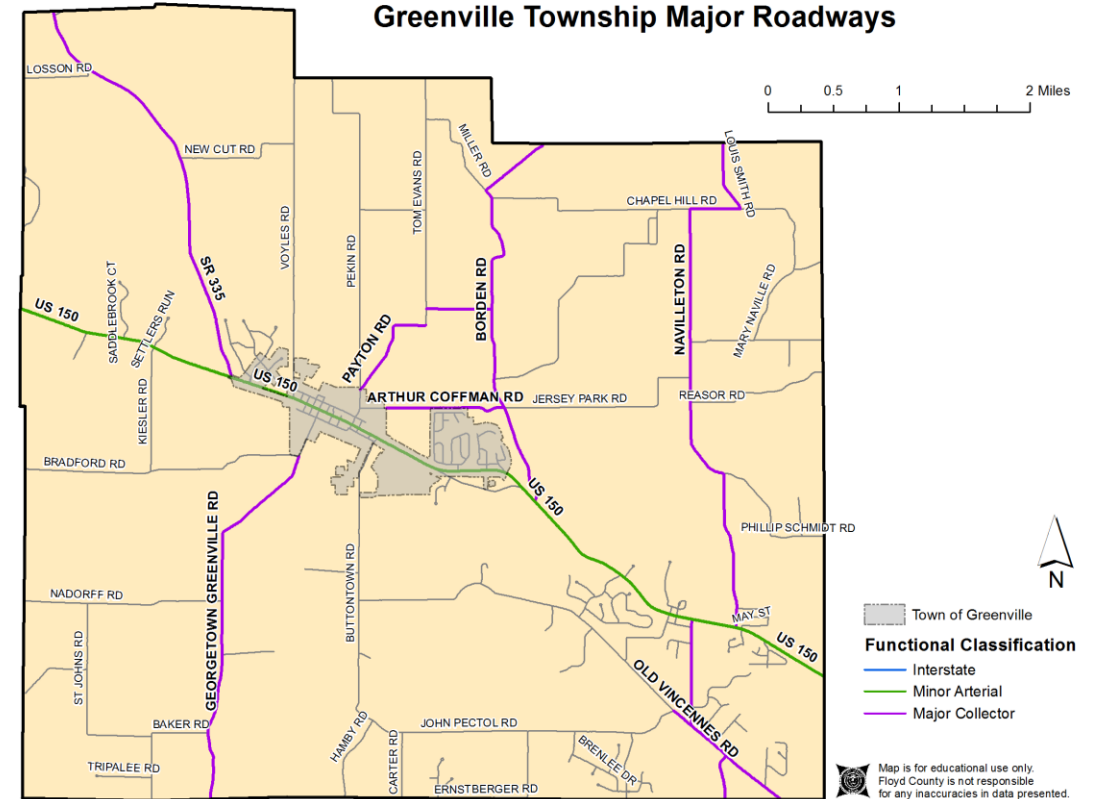 Greenville Township Major Roadways
0 0.5 1 2 Miles
LOSSON RD
NEW CUT RD
MILLER RD
LOUIS SMITH RD
TOM EVANS RD
CHAPEL HILL RD
VOYLES RD
PEKIN RD
SR 335
BORDEN RD
NAVILLETON RD
MARY NAVILLE RD
US 150
SADDLEBROOK CT
SETTLERS RUN
PAYTON RD
US 150
KIESLER RD
ARTHUR COFFMAN RD
JERSEY PARK RD
REASOR RD
BRADFORD RD
US 150
GEORGETOWN GREENVILLE RD
PHILLIP SCHMIDT RD
N
NADORFF RD
BUTTONTOWN RD
MAY ST
US 150
ST JOHNS RD
OLD VINCENNES RD
BAKER RD
HAMBY RD
JOHN PECTOL RD
CARTER RD
BRENLEE DR
TRIPALEE RD
ERNSTBERGER RD
Town of Greenville
Functional Classification
Interstate
Minor Arterial
Major Collector
Map is for educational use only.
Floyd County is not responsible
for any inaccuracies in data presented.